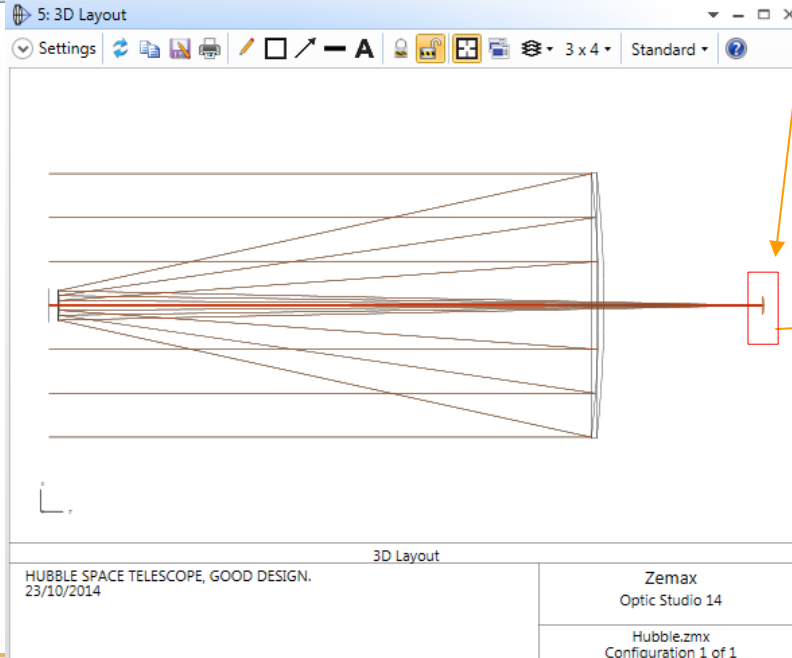 5: 3D Layout
Settings
A
3 x 4
Standard
3D Layout
HUBBLE SPACE TELESCOPE, GOOD DESIGN.
23/10/2014
Zemax
Optic Studio 14
Hubble.zmx
Configuration 1 of 1